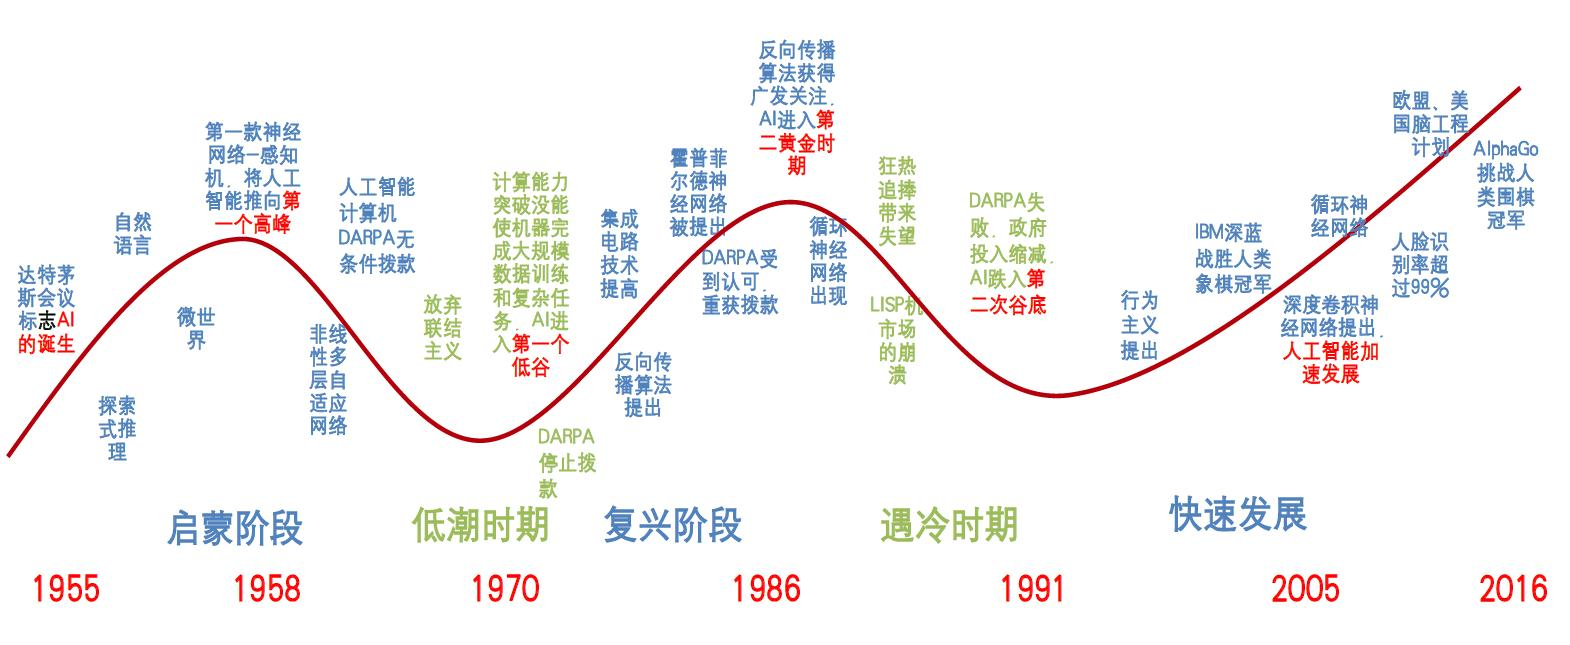 达特茅
斯会议
标志AI
的诞生
探索
式推
理
自然
语言
微世
界
第一款神经
网络-感知
机，将人工
智能推向第
一个高峰
非线
性多
层自
适应
网络
人工智能
计算机
DARPA无
条件拨款
放弃
联结
主义
计算能力
突破没能
使机器完
成大规模
数据训练
和复杂任
务，AI进
入第一个
低谷
DARPA
停止拨
款
集成
电路
技术
提高
反向传
播算法
提出
霍普菲
尔德神
经网络
被提出
DARPA受
到认可，
重获拨款
反向传播
算法获得
广发关注，
AI进入第
二黄金时
期
循环
神经
网络
出现
狂热
追捧
带来
失望
LISP机
市场
的崩
溃
DARPA失
败，政府
投入缩减，
AI跌入第
二次谷底
行为
主义
提出
IBM深蓝
战胜人类
象棋冠军
循环神
经网络
深度卷积神
经网络提出，
人工智能加
速发展
欧盟、美
国脑工程
计划
人脸识
别率超
过99%
AlphaGo
挑战人
类围棋
冠军
启蒙阶段
低潮时期
复兴阶段
遇冷时期
快速发展
1955
1958
1970
1986
1991
2005
2016